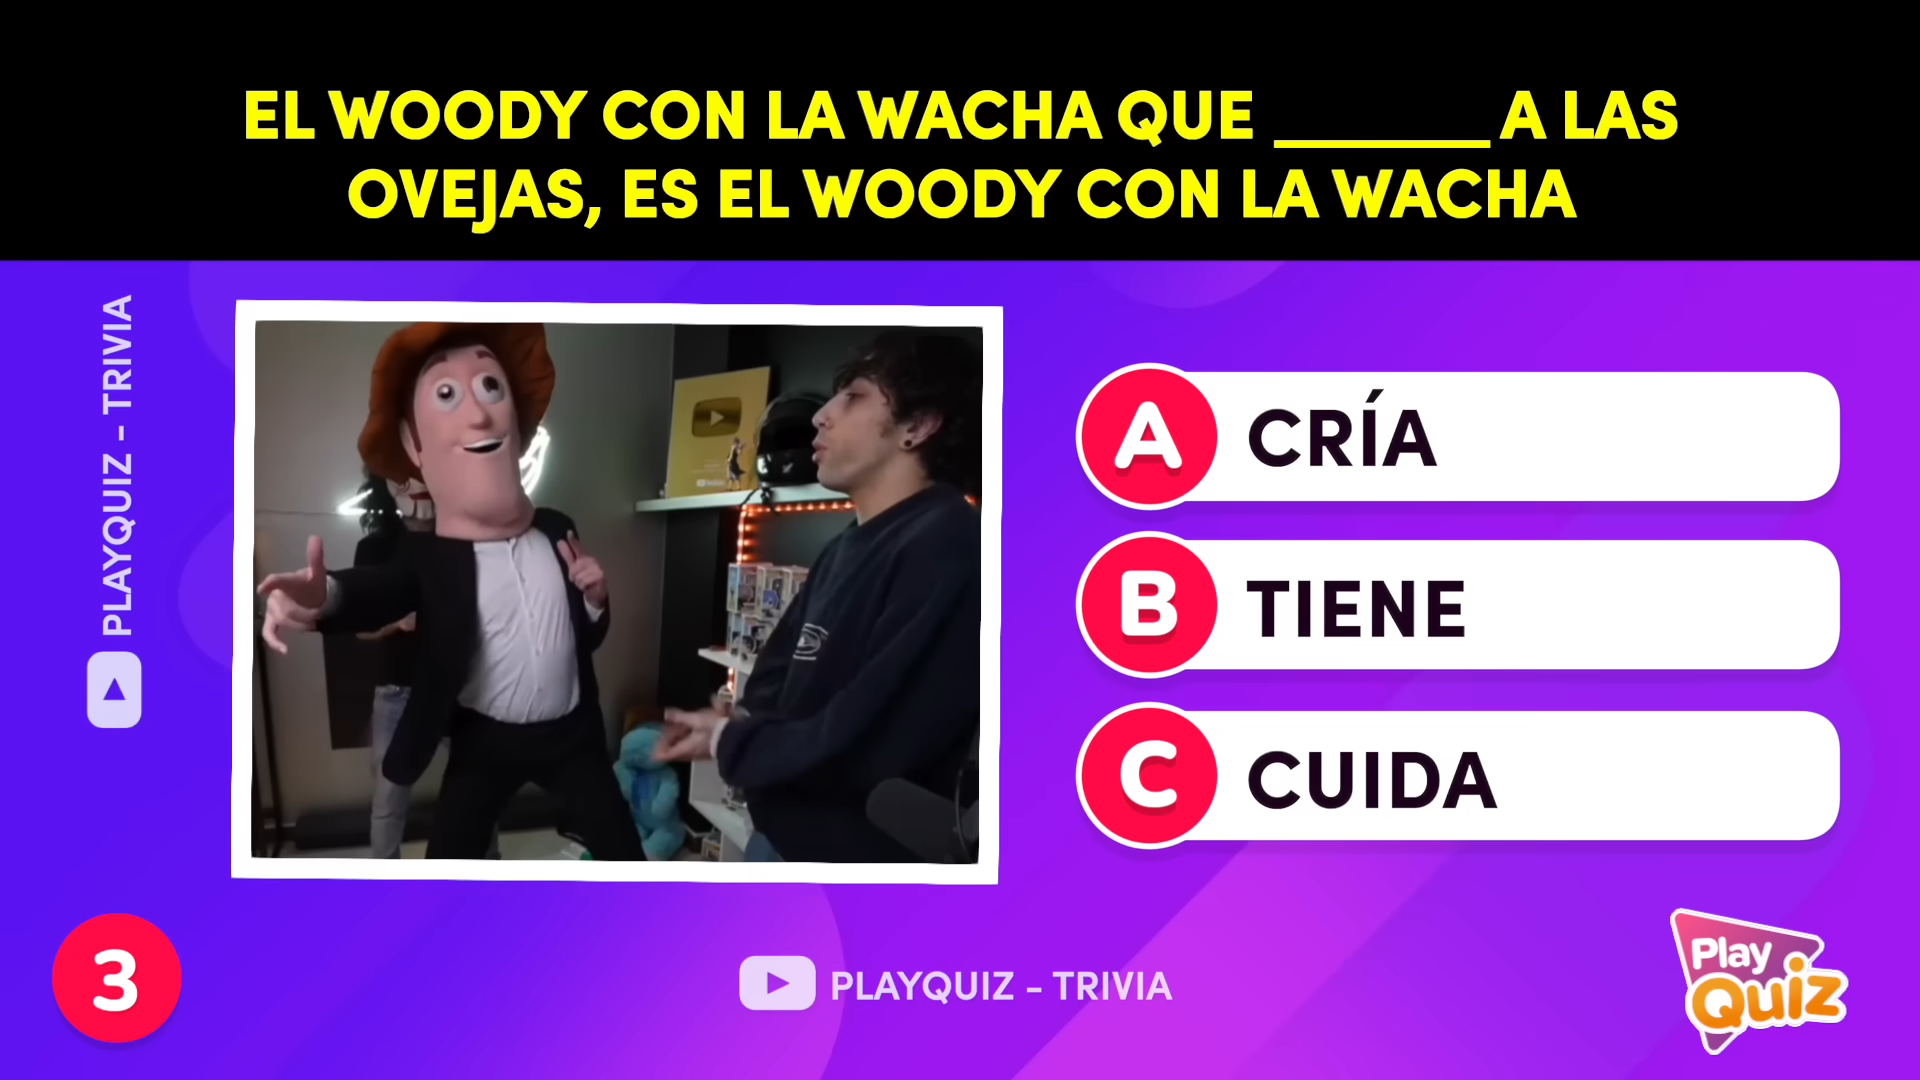 EL WOODY CON LA WACHA QUE ______ A LAS
OVEJAS, ES EL WOODY CON LA WACHA
PLAYQUIZ - TRIVIA
A CRÍA
B TIENE
C CUIDA
3
PLAYQUIZ - TRIVIA
Play
Quiz